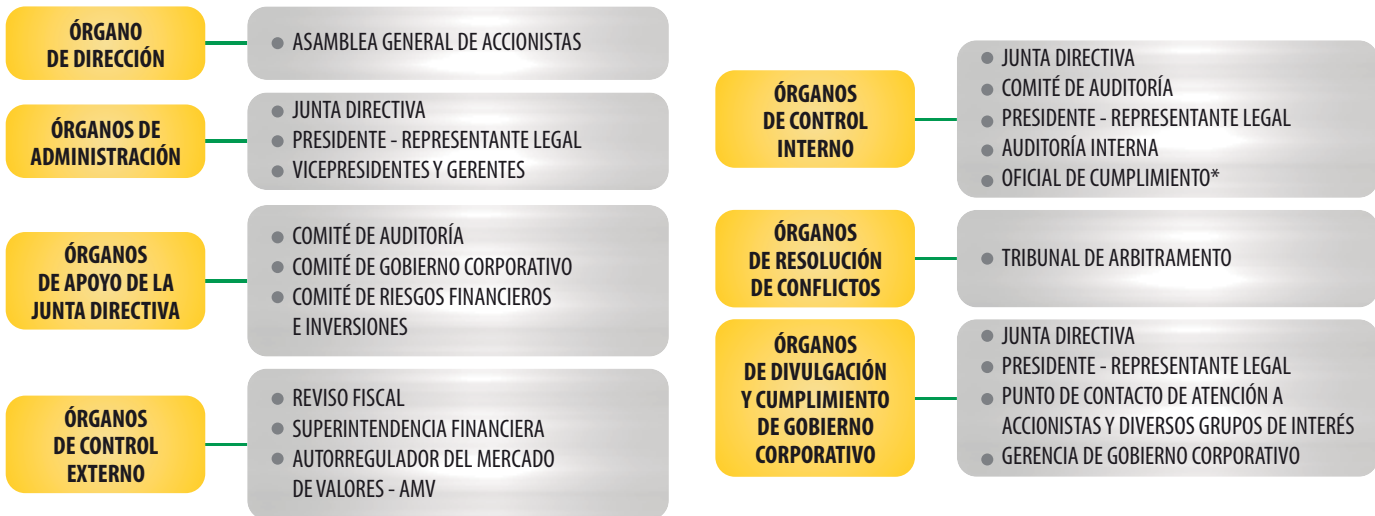 ÓRGANO
DE DIRECCIÓN
ASAMBLEA GENERAL DE ACCIONISTAS
ÓRGANOS DE
ADMINISTRACIÓN
JUNTA DIRECTIVA
PRESIDENTE - REPRESENTANTE LEGAL
VICEPRESIDENTES Y GERENTES
ÓRGANOS
DE APOYO DE LA
JUNTA DIRECTIVA
COMITÉ DE AUDITORÍA
COMITÉ DE GOBIERNO CORPORATIVO
COMITÉ DE RIESGOS FINANCIEROS
E INVERSIONES
ÓRGANOS
DE CONTROL
EXTERNO
REVISO FISCAL
SUPERINTENDENCIA FINANCIERA
AUTORREGULADOR DEL MERCADO
DE VALORES - AMV
ÓRGANOS
DE CONTROL
INTERNO
JUNTA DIRECTIVA
COMITÉ DE AUDITORÍA
PRESIDENTE - REPRESENTANTE LEGAL
AUDITORÍA INTERNA
OFICIAL DE CUMPLIMIENTO*
ÓRGANOS
DE RESOLUCIÓN
DE CONFLICTOS
TRIBUNAL DE ARBITRAMENTO
ÓRGANOS
DE DIVULGACIÓN
Y CUMPLIMIENTO
DE GOBIERNO
CORPORATIVO
JUNTA DIRECTIVA
PRESIDENTE - REPRESENTANTE LEGAL
PUNTO DE CONTACTO DE ATENCIÓN A
ACCIONISTAS Y DIVERSOS GRUPOS DE INTERÉS
GERENCIA DE GOBIERNO CORPORATIVO